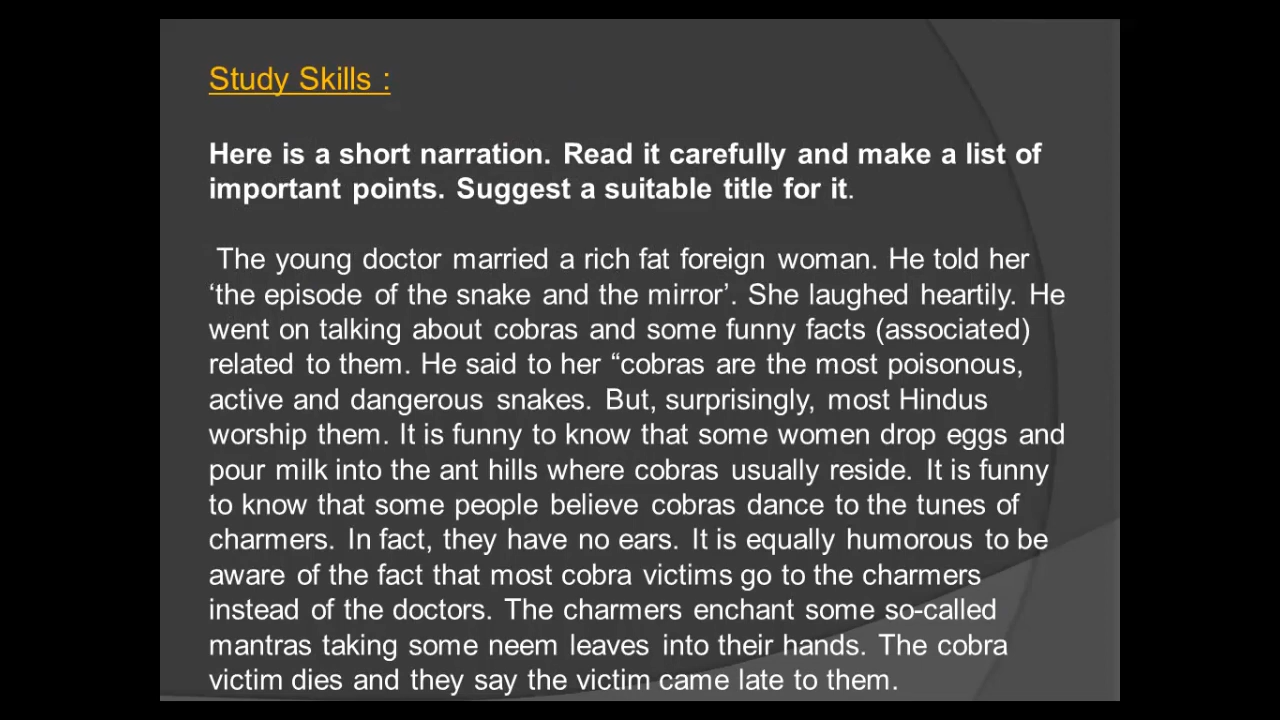 Study Skills :
Here is a short narration. Read it carefully and make a list of
important points. Suggest a suitable title for it.
The young doctor married a rich fat foreign woman. He told her
‘the episode of the snake and the mirror’. She laughed heartily. He
went on talking about cobras and some funny facts (associated)
related to them. He said to her “cobras are the most poisonous,
active and dangerous snakes. But, surprisingly, most Hindus
worship them. It is funny to know that some women drop eggs and
pour milk into the ant hills where cobras usually reside. It is funny
to know that some people believe cobras dance to the tunes of
charmers. In fact, they have no ears. It is equally humorous to be
aware of the fact that most cobra victims go to the charmers
instead of the doctors. The charmers enchant some so-called
mantras taking some neem leaves into their hands. The cobra
victim dies and they say the victim came late to them.